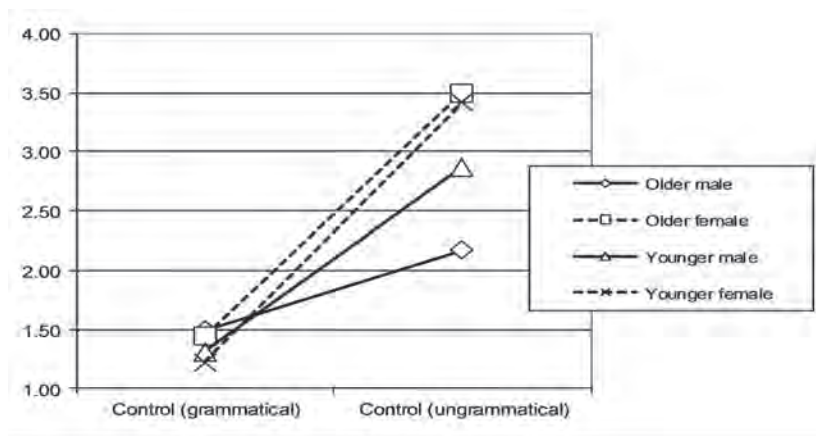 4.00
3.50
3.00
2.50
2.00
1.50
1.00
Control (grammatical)
Control (ungrammatical)
Older male
Older female
Younger male
Younger female